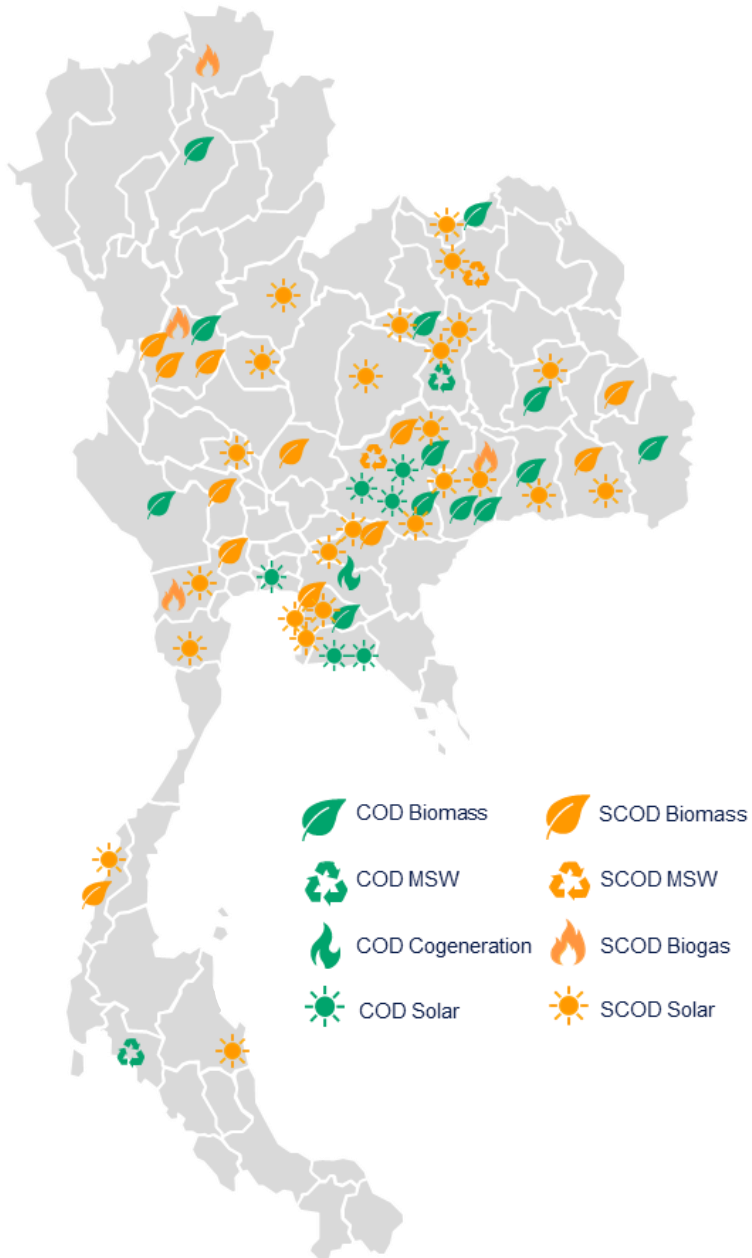 COD Biomass
SCOD Biomass
COD MSW
SCOD MSW
COD Cogeneration
SCOD Biogas
COD Solar
SCOD Solar